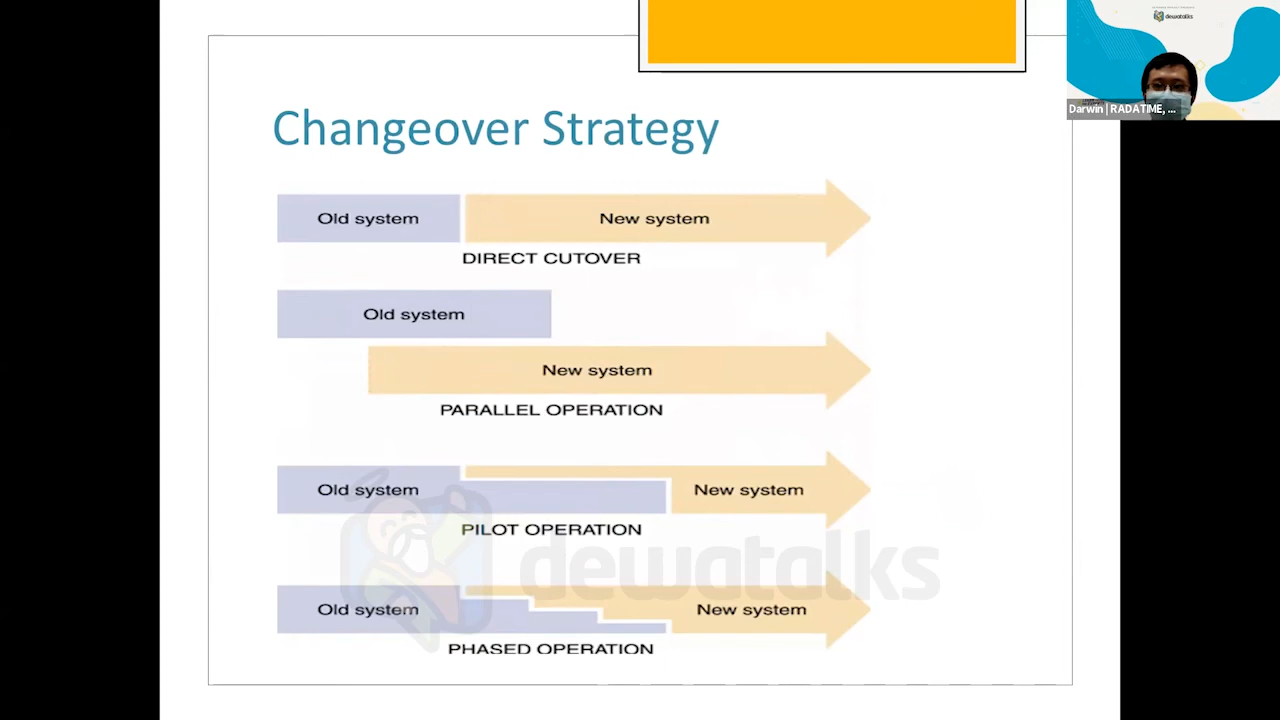 dewatalks
Darwin | RADATIME, ...
Changeover Strategy
Old system
New system
DIRECT CUTOVER
Old system
New system
PARALLEL OPERATION
Old system
New system
PILOT OPERATION
dewatalks
Old system
New system
PHASED OPERATION